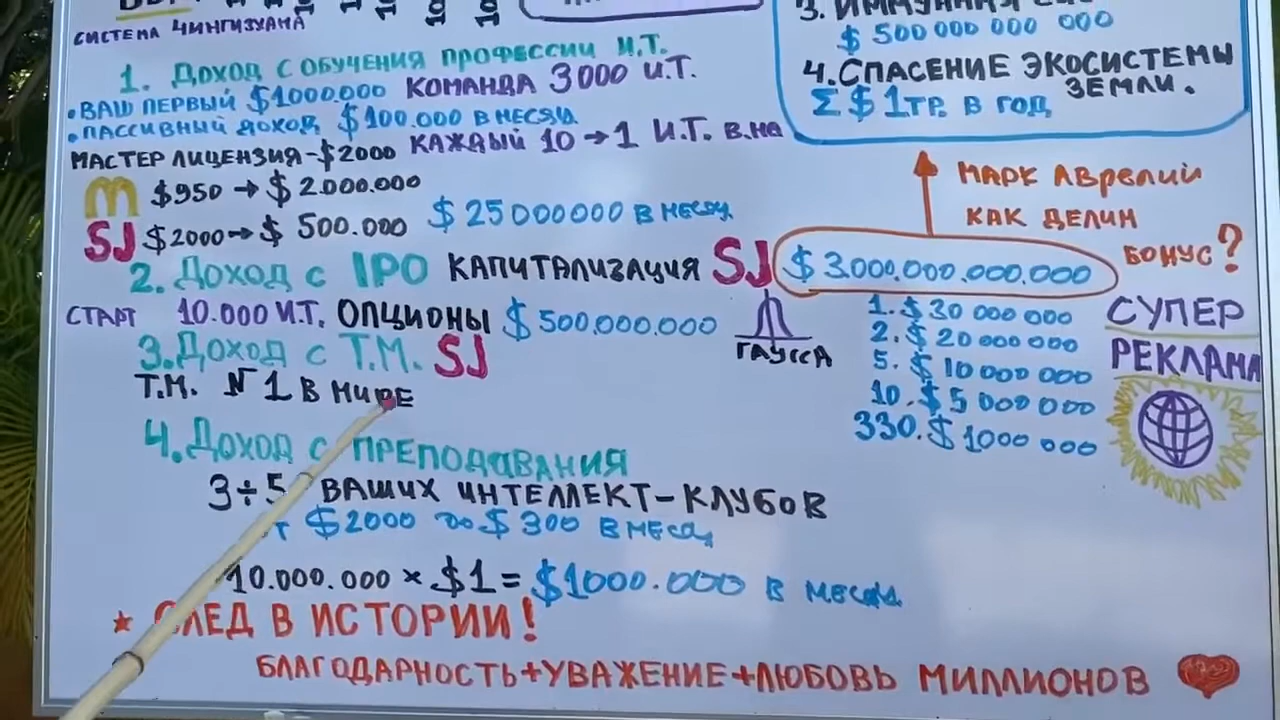 СИСТЕМА ЧИНГИЗХАНА
1. ДОХОД С ОБУЧЕНИЯ ПРОФЕССИИ И.Т.
• ВАШ ПЕРВЫЙ $1000.000 КОМАНДА 3000 И.Т.
• ПАССИВНЫЙ ДОХОД $100.000 В МЕСЯЦ
МАСТЕР ЛИЦЕНЗИЯ-$2000 КАЖДЫЙ 10 → 1 И.Т. В.НА
M $950 → $2.000.000
SJ $2000 → $ 500.000 $25000000 В МЕСЯЦ
2. ДОХОД С IPO КАПИТАЛИЗАЦИЯ SJ $3.000.000.000.000
СТАРТ 10.000 И.Т. ОПЦИОНЫ $500.000.000
ГАУССА
3. ДОХОД С Т.М. SJ
Т.М. №1 В МИРЕ
4. ДОХОД С ПРЕПОДАВАНИЯ
3÷5 ВАШИХ ИНТЕЛЛЕКТ-КЛУБОВ
$2000 ДО $300 В МЕСЯЦ
10.000.000 × $1 = $1000.000 В МЕСЯЦ
★ СЛЕД В ИСТОРИИ!
БЛАГОДАРНОСТЬ+УВАЖЕНИЕ+ЛЮБОВЬ МИЛЛИОНОВ
$ 500 000 000 000
4. СПАСЕНИЕ ЭКОСИСТЕМЫ
ЗЕМЛИ.
Σ $1ТР. В ГОД
МАРК АВРЕЛИЙ
КАК ДЕЛИМ
БОНУС?
1. $30 000 000
2. $20 000 000
5. $10 000 000
10. $5 000 000
330. $1000 000
СУПЕР
РЕКЛАМА